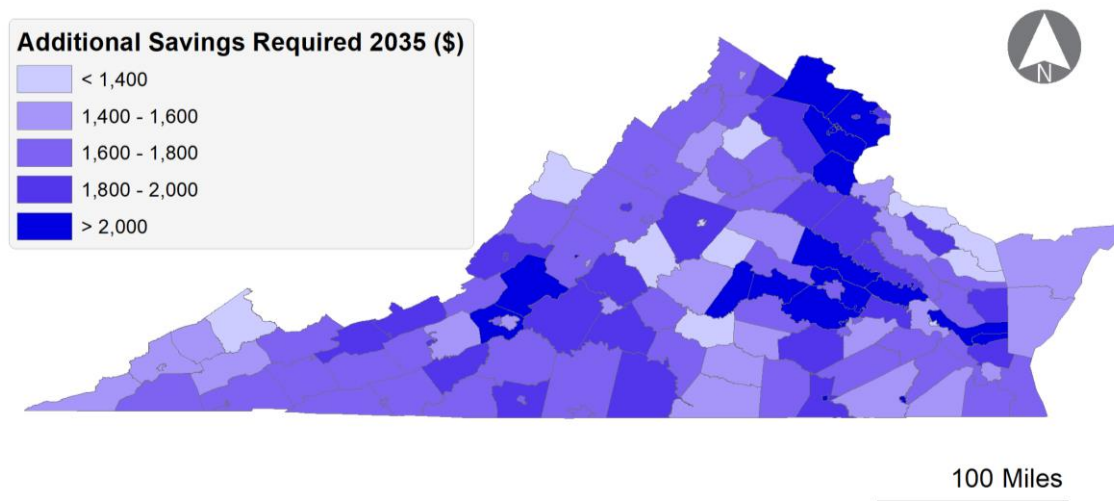 Additional Savings Required 2035 ($)
< 1,400
1,400 - 1,600
1,600 - 1,800
1,800 - 2,000
> 2,000
N
100 Miles